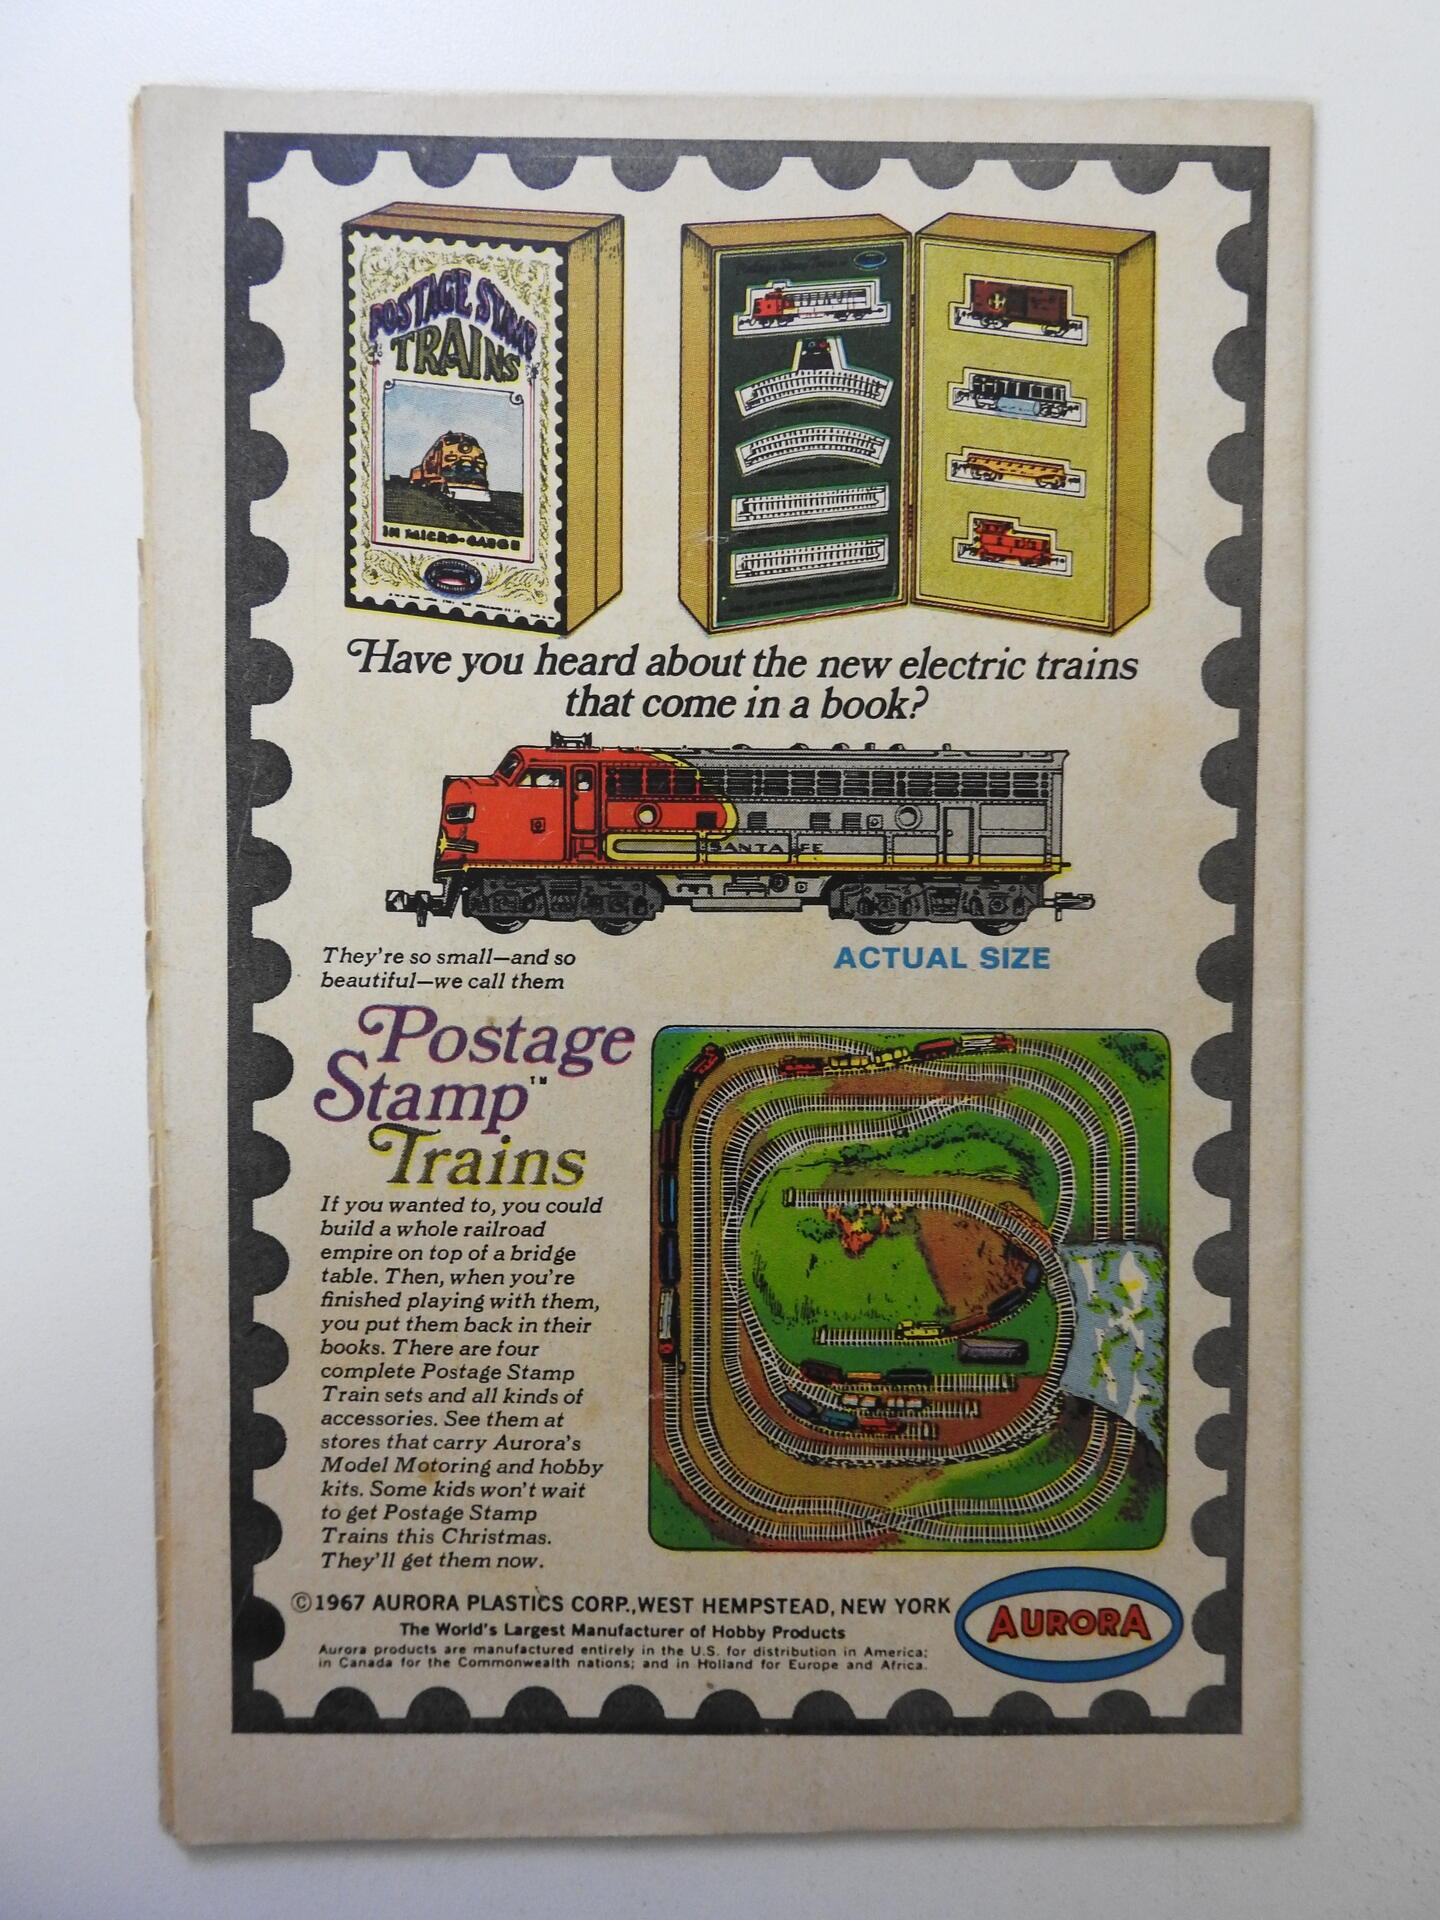 POSTAGE STAMP
TRAINS
IN MICRO-GAUGE
Postage Stamp Trains
Have you heard about the new electric trains
that come in a book?
SANTA FE
They're so small—and so
beautiful—we call them
ACTUAL SIZE
Postage
Stamp™
Trains
If you wanted to, you could
build a whole railroad
empire on top of a bridge
table. Then, when you're
finished playing with them,
you put them back in their
books. There are four
complete Postage Stamp
Train sets and all kinds of
accessories. See them at
stores that carry Aurora's
Model Motoring and hobby
kits. Some kids won't wait
to get Postage Stamp
Trains this Christmas.
They'll get them now.
©1967 AURORA PLASTICS CORP., WEST HEMPSTEAD, NEW YORK
The World's Largest Manufacturer of Hobby Products
Aurora products are manufactured entirely in the U.S. for distribution in America;
in Canada for the Commonwealth nations; and in Holland for Europe and Africa.
AURORA